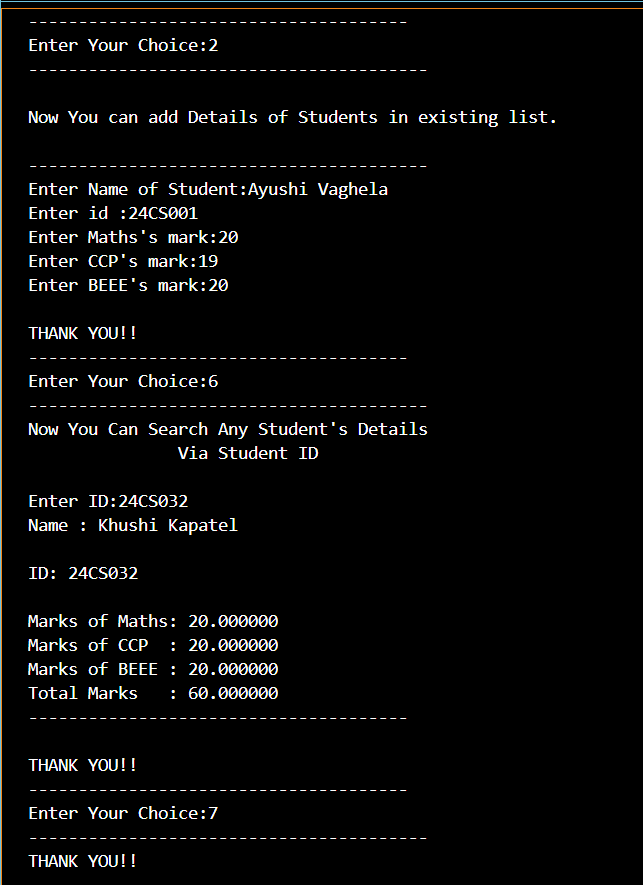 --------------------------------------
Enter Your Choice:2
----------------------------------------
Now You can add Details of Students in existing list.
----------------------------------------
Enter Name of Student:Ayushi Vaghela
Enter id :24CS001
Enter Maths's mark:20
Enter CCP's mark:19
Enter BEEE's mark:20
THANK YOU!!
--------------------------------------
Enter Your Choice:6
----------------------------------------
Now You Can Search Any Student's Details
               Via Student ID
Enter ID:24CS032
Name : Khushi Kapatel
ID: 24CS032
Marks of Maths: 20.000000
Marks of CCP  : 20.000000
Marks of BEEE : 20.000000
Total Marks   : 60.000000
--------------------------------------
THANK YOU!!
--------------------------------------
Enter Your Choice:7
----------------------------------------
THANK YOU!!